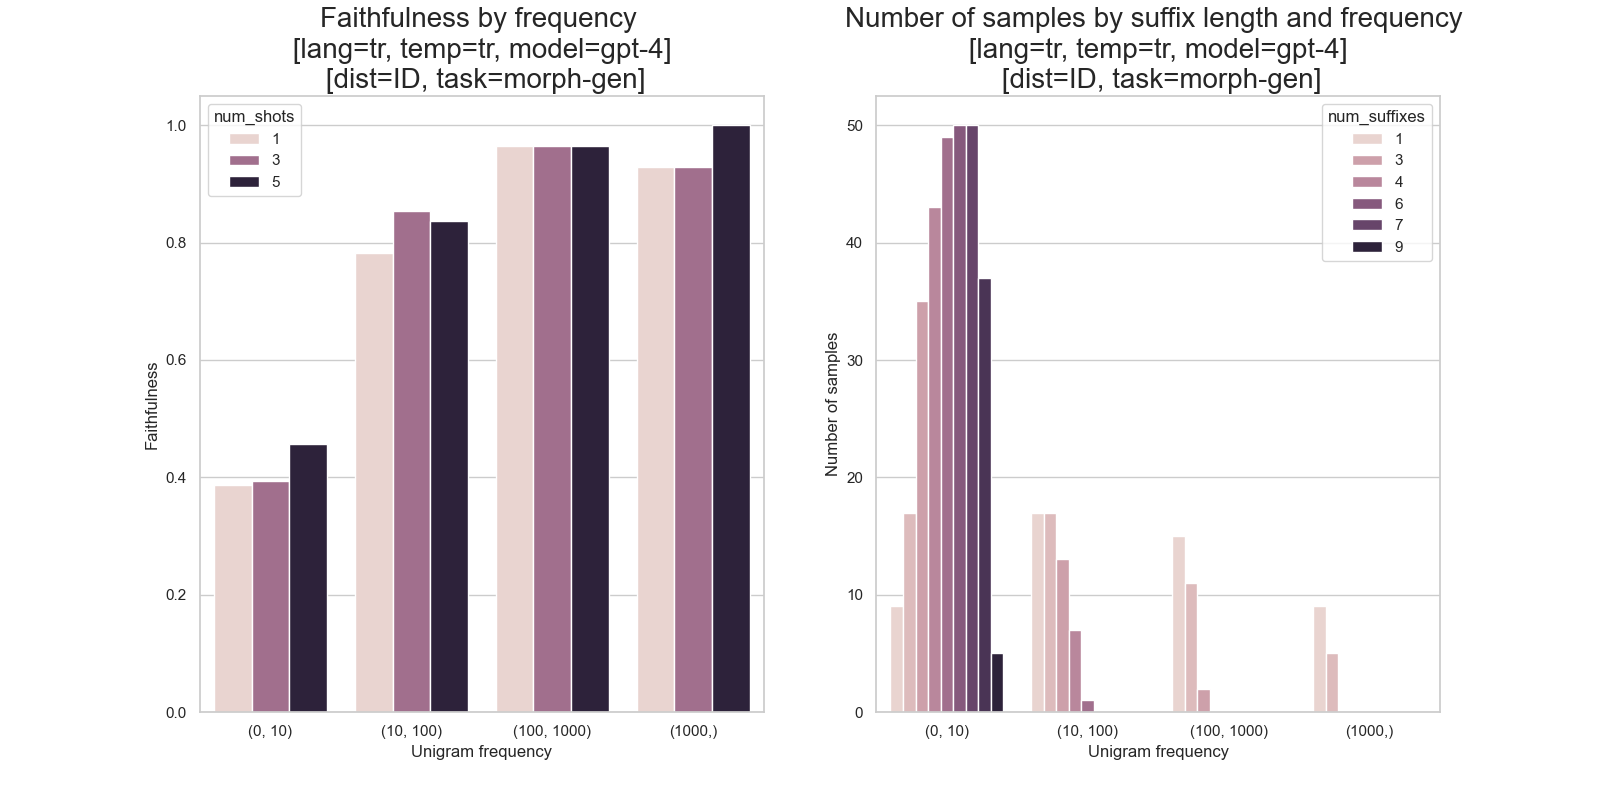 Faithfulness by frequency
[lang=tr, temp=tr, model=gpt-4]
[dist=ID, task=morph-gen]
num_shots
1
3
5
1.0
0.8
0.6
0.4
0.2
0.0
Faithfulness
(0, 10)
(10, 100)
(100, 1000)
(1000,)
Unigram frequency
Number of samples by suffix length and frequency
[lang=tr, temp=tr, model=gpt-4]
[dist=ID, task=morph-gen]
num_suffixes
1
3
4
6
7
9
50
40
30
20
10
0
Number of samples
(0, 10)
(10, 100)
(100, 1000)
(1000,)
Unigram frequency